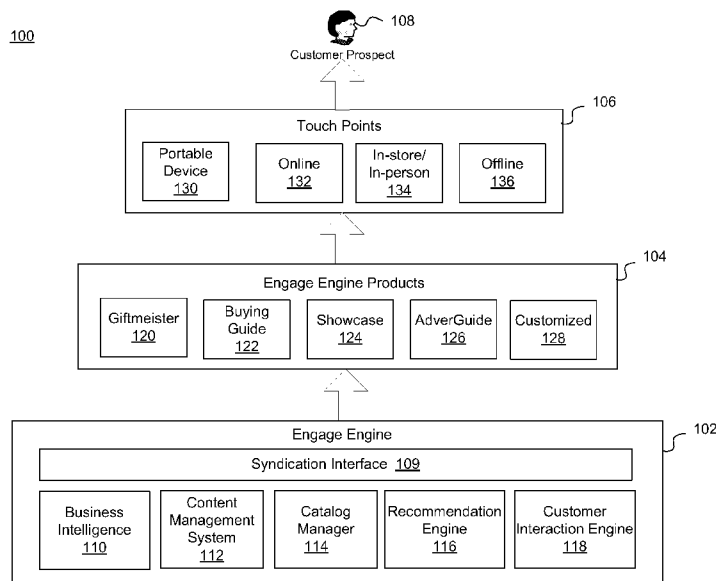 100
108
Customer Prospect
106
Touch Points
Portable
Device
130
Online
132
In-store/
In-person
134
Offline
136
104
Engage Engine Products
Giftmeister
120
Buying
Guide
122
Showcase
124
AdverGuide
126
Customized
128
102
Engage Engine
Syndication Interface 109
Business
Intelligence
110
Content
Management
System
112
Catalog
Manager
114
Recommendation
Engine
116
Customer
Interaction Engine
118